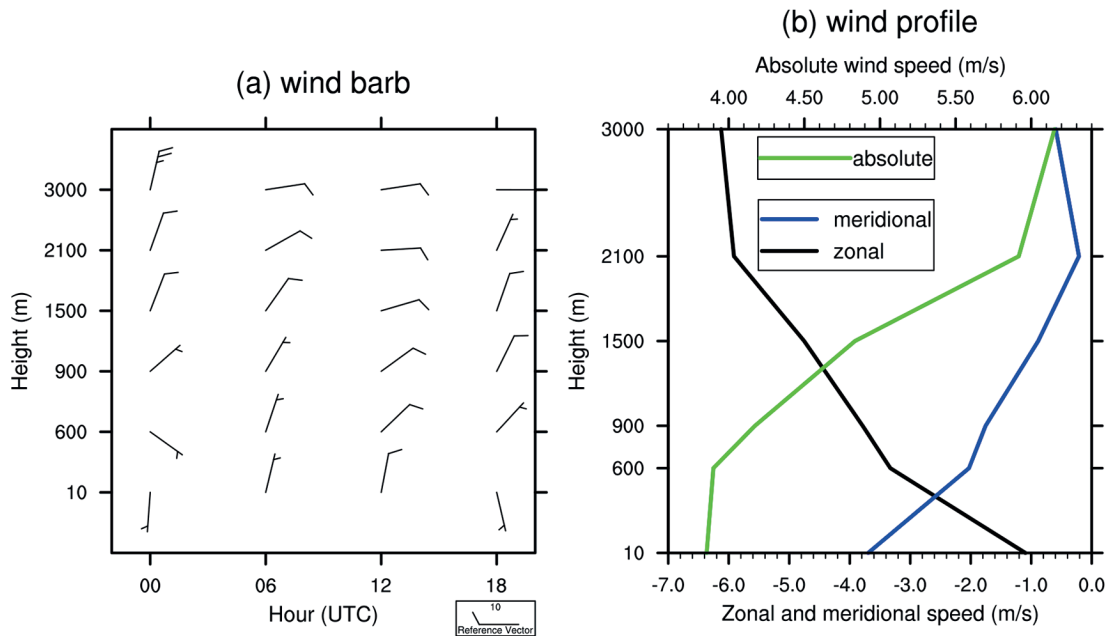 (a) wind barb
Height (m)
3000
2100
1500
900
600
10
00 06 12 18
Hour (UTC)
10
Reference Vector
(b) wind profile
Absolute wind speed (m/s)
4.00 4.50 5.00 5.50 6.00
absolute
meridional
zonal
Height (m)
3000
2100
1500
900
600
10
-7.0 -6.0 -5.0 -4.0 -3.0 -2.0 -1.0 0.0
Zonal and meridional speed (m/s)